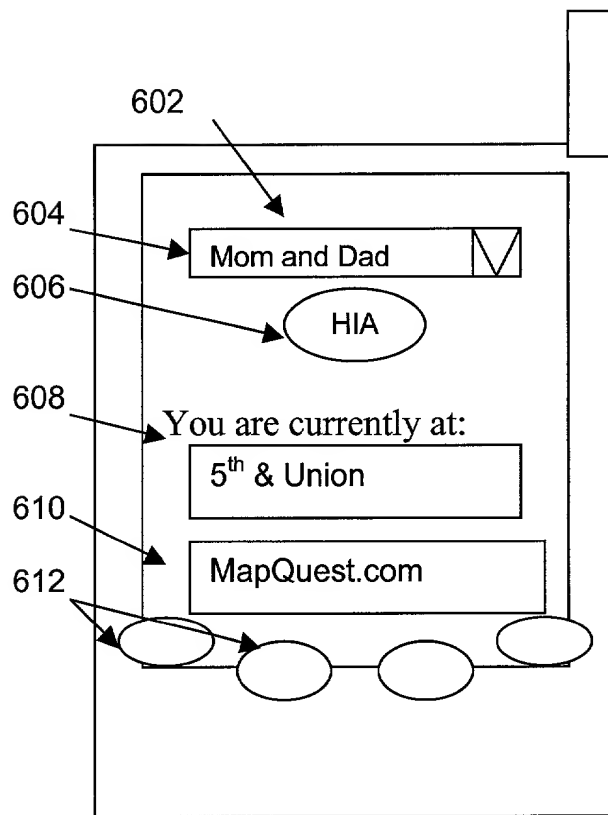 602
604
Mom and Dad
606
HIA
608
You are currently at:
5th & Union
610
MapQuest.com
612